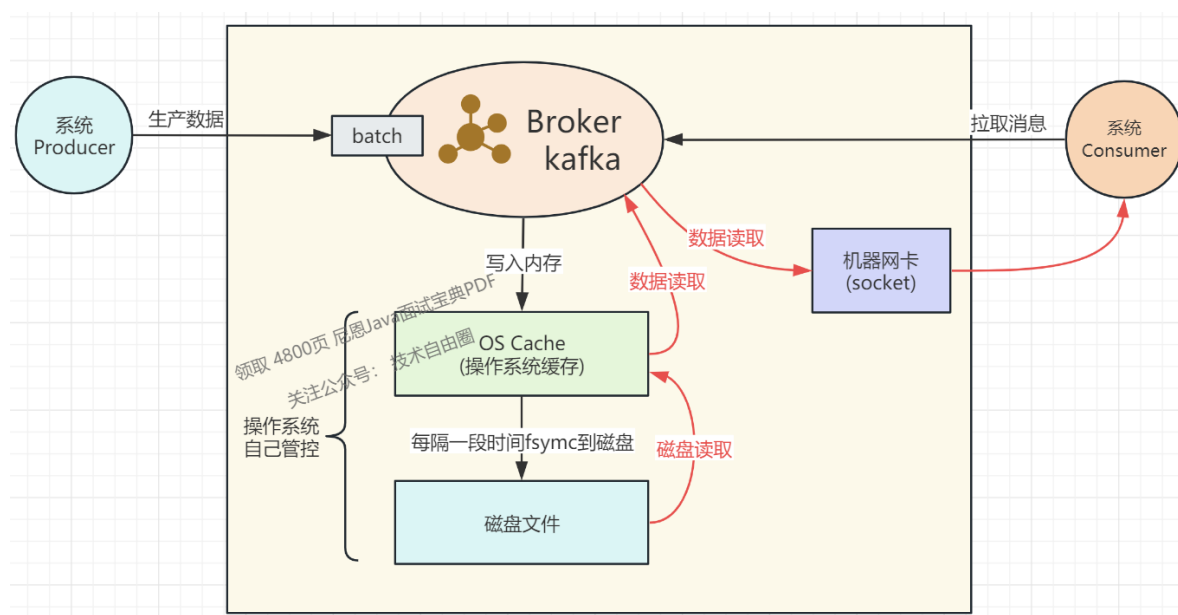 系统
Producer
生产数据
batch
Broker
kafka
拉取消息
系统
Consumer
写入内存
数据读取
数据读取
机器网卡
(socket)
领取 4800页 尼恩Java面试宝典PDF
关注公众号： 技术自由圈
OS Cache
(操作系统缓存)
操作系统
自己管控
每隔一段时间fsymc到磁盘
磁盘读取
磁盘文件